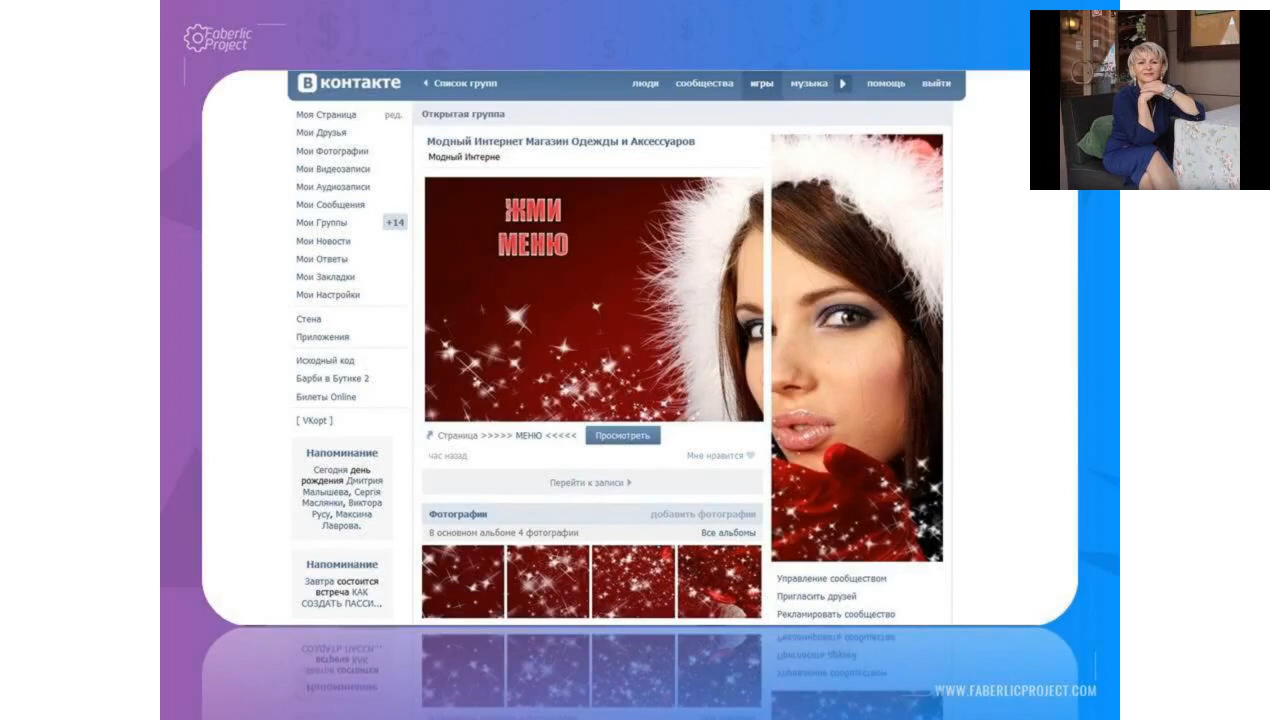 Faberlic
Project
В контакте
Список групп
люди
сообщества
игры
музыка
помощь
выйти
Моя Страница
ред.
Мои Друзья
Мои Фотографии
Мои Видеозаписи
Мои Аудиозаписи
Мои Сообщения
Мои Группы
+14
Мои Новости
Мои Ответы
Мои Закладки
Мои Настройки
Стена
Приложения
Исходный код
Барби в Бутике 2
Билеты Online
[ VKopt ]
Напоминание
Сегодня день
рождения Дмитрия
Малышева, Сергія
Маслянки, Виктора
Русу, Максима
Лаврова.
Напоминание
Завтра состоится
встреча КАК
СОЗДАТЬ ПАССИ...
Открытая группа
Модный Интернет Магазин Одежды и Аксессуаров
Модный Интерне
ЖМИ
МЕНЮ
Страница >>>>> МЕНЮ <<<<<
Просмотреть
час назад
Мне нравится
Перейти к записи
Фотографии
добавить фотографии
В основном альбоме 4 фотографии
Все альбомы
Управление сообществом
Пригласить друзей
Рекламировать сообщество
WWW.FABERLICPROJECT.COM